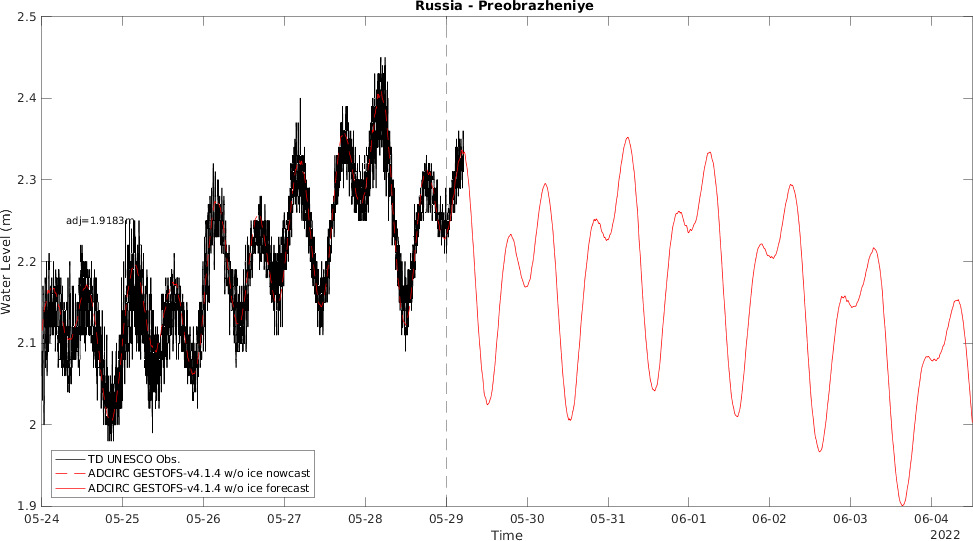 Russia - Preobrazheniye
2.5
2.4
2.3
2.2
2.1
2
1.9
Water Level (m)
adj=1.9183m
TD UNESCO Obs.
ADCIRC GESTOFS-v4.1.4 w/o ice nowcast
ADCIRC GESTOFS-v4.1.4 w/o ice forecast
05-24 05-25 05-26 05-27 05-28 05-29 05-30 05-31 06-01 06-02 06-03 06-04
2022
Time